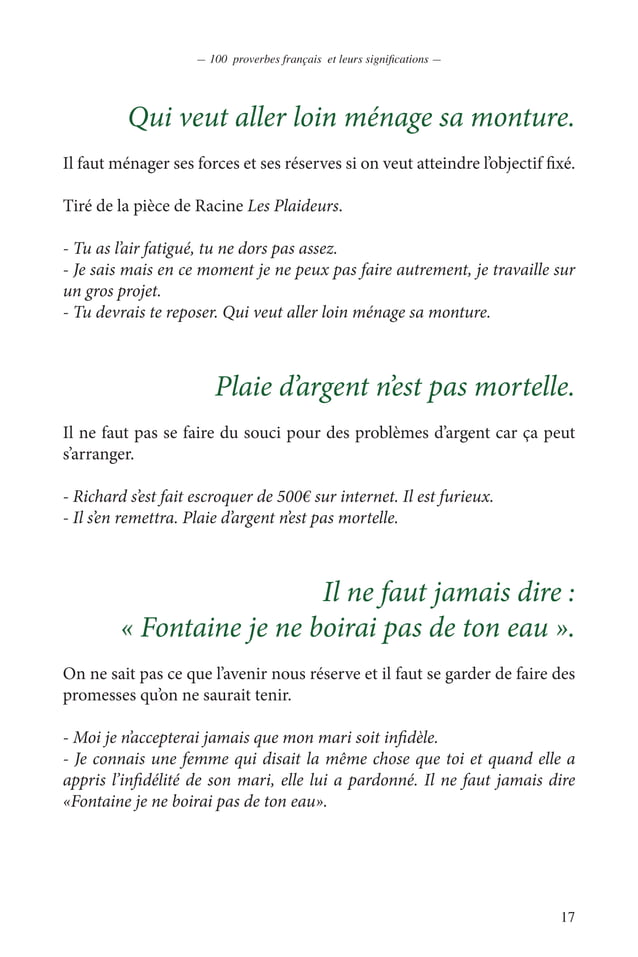 — 100 proverbes français et leurs significations —
Qui veut aller loin ménage sa monture.
Il faut ménager ses forces et ses réserves si on veut atteindre l’objectif fixé.
Tiré de la pièce de Racine Les Plaideurs.
- Tu as l’air fatigué, tu ne dors pas assez.
- Je sais mais en ce moment je ne peux pas faire autrement, je travaille sur
un gros projet.
- Tu devrais te reposer. Qui veut aller loin ménage sa monture.
Plaie d’argent n’est pas mortelle.
Il ne faut pas se faire du souci pour des problèmes d’argent car ça peut
s’arranger.
- Richard s’est fait escroquer de 500€ sur internet. Il est furieux.
- Il s’en remettra. Plaie d’argent n’est pas mortelle.
Il ne faut jamais dire :
« Fontaine je ne boirai pas de ton eau ».
On ne sait pas ce que l’avenir nous réserve et il faut se garder de faire des
promesses qu’on ne saurait tenir.
- Moi je n’accepterai jamais que mon mari soit infidèle.
- Je connais une femme qui disait la même chose que toi et quand elle a
appris l’infidélité de son mari, elle lui a pardonné. Il ne faut jamais dire
«Fontaine je ne boirai pas de ton eau».
17